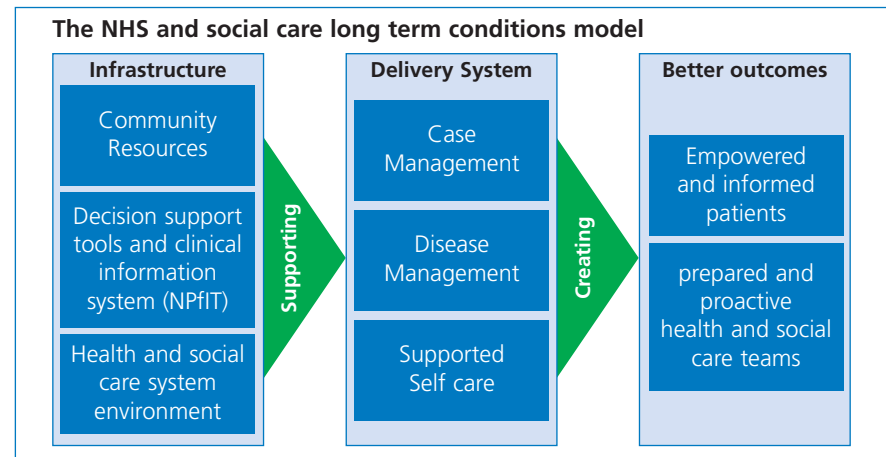 The NHS and social care long term conditions model
Infrastructure
Community
Resources
Decision support
tools and clinical
information
system (NPfIT)
Health and social
care system
environment
Supporting
Delivery System
Case
Management
Disease
Management
Supported
Self care
Creating
Better outcomes
Empowered
and informed
patients
prepared and
proactive
health and social
care teams